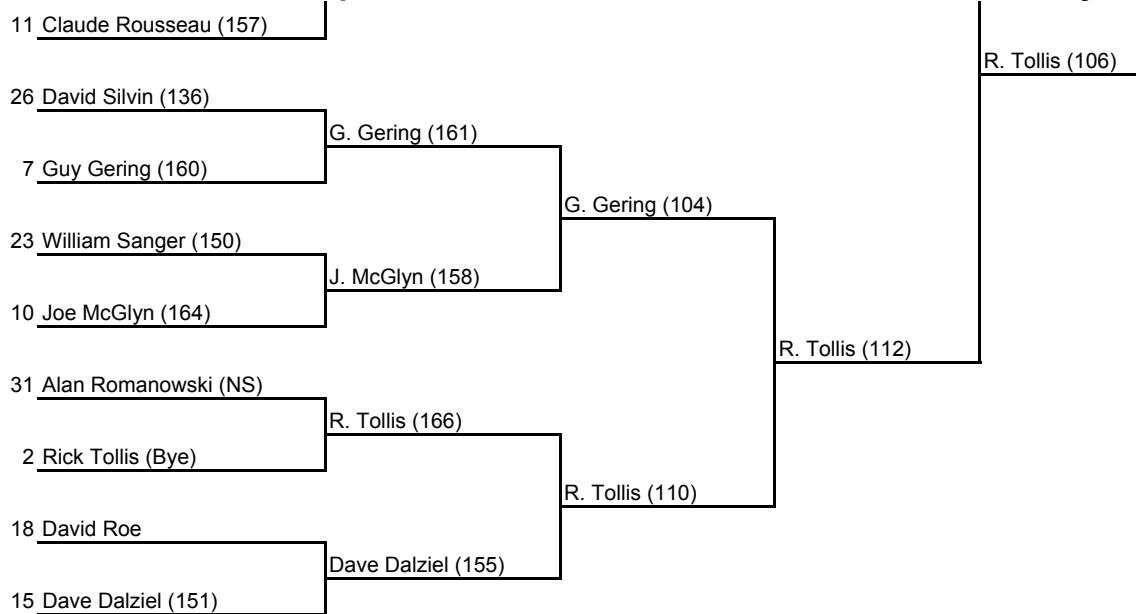 11 Claude Rousseau (157)
R. Tollis (106)
26 David Silvin (136)
G. Gering (161)
7 Guy Gering (160)
G. Gering (104)
23 William Sanger (150)
J. McGlyn (158)
10 Joe McGlyn (164)
R. Tollis (112)
31 Alan Romanowski (NS)
R. Tollis (166)
2 Rick Tollis (Bye)
R. Tollis (110)
18 David Roe
Dave Dalziel (155)
15 Dave Dalziel (151)